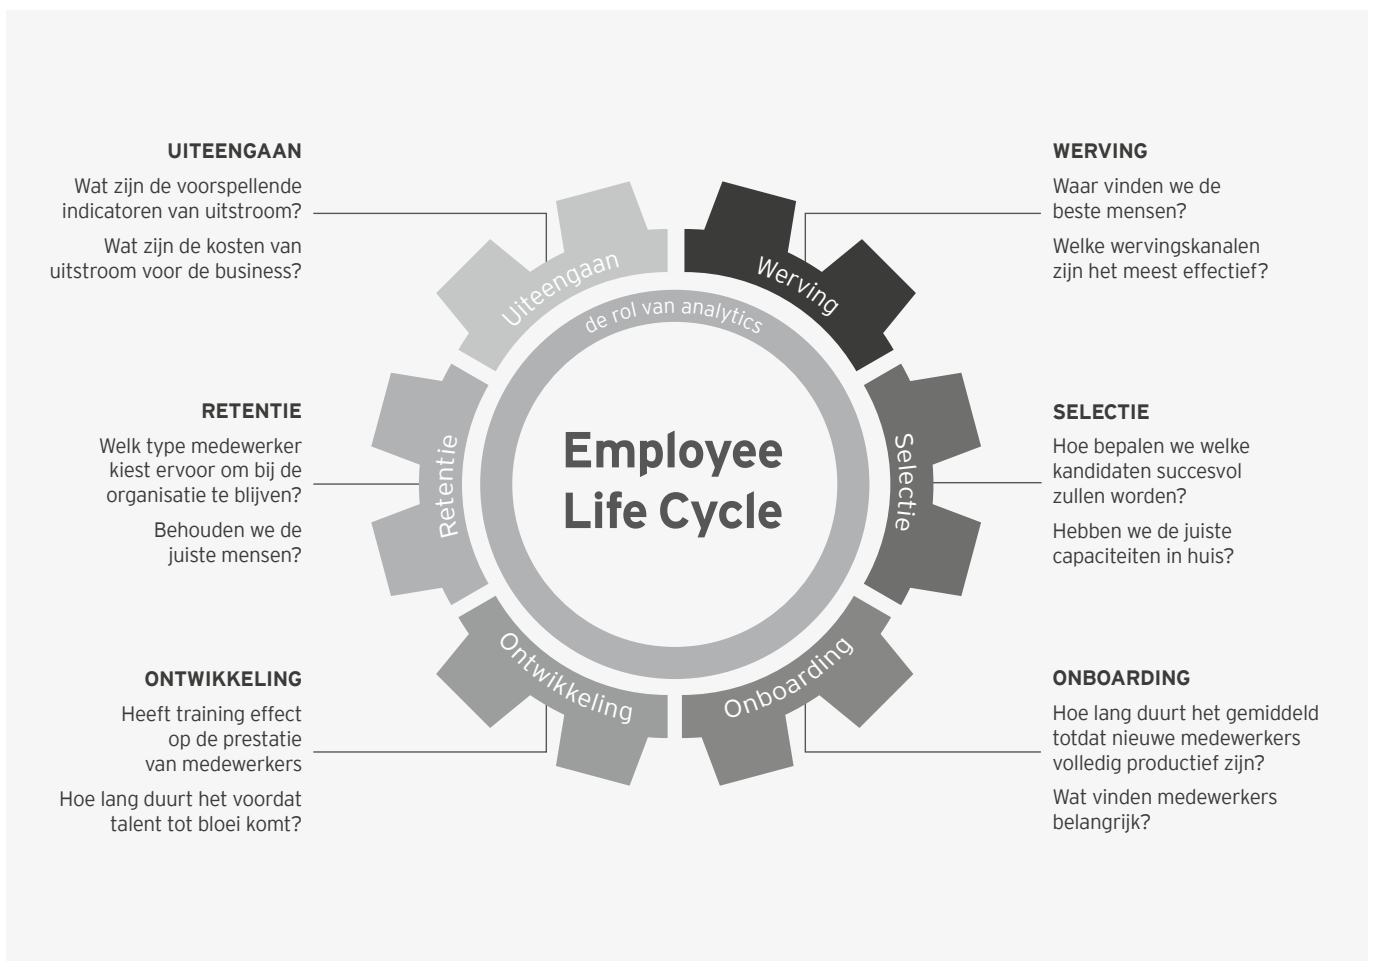 UITEENGAAN
Wat zijn de voorspellende
indicatoren van uitstroom?
Wat zijn de kosten van
uitstroom voor de business?
RETENTIE
Welk type medewerker
kiest ervoor om bij de
organisatie te blijven?
Behouden we de
juiste mensen?
ONTWIKKELING
Heeft training effect
op de prestatie
van medewerkers
Hoe lang duurt het voordat
talent tot bloei komt?
Uiteengaan
Werving
de rol van analytics
Retentie
Employee
Life Cycle
Selectie
Ontwikkeling
Onboarding
WERVING
Waar vinden we de
beste mensen?
Welke wervingskanalen
zijn het meest effectief?
SELECTIE
Hoe bepalen we welke
kandidaten succesvol
zullen worden?
Hebben we de juiste
capaciteiten in huis?
ONBOARDING
Hoe lang duurt het gemiddeld
totdat nieuwe medewerkers
volledig productief zijn?
Wat vinden medewerkers
belangrijk?